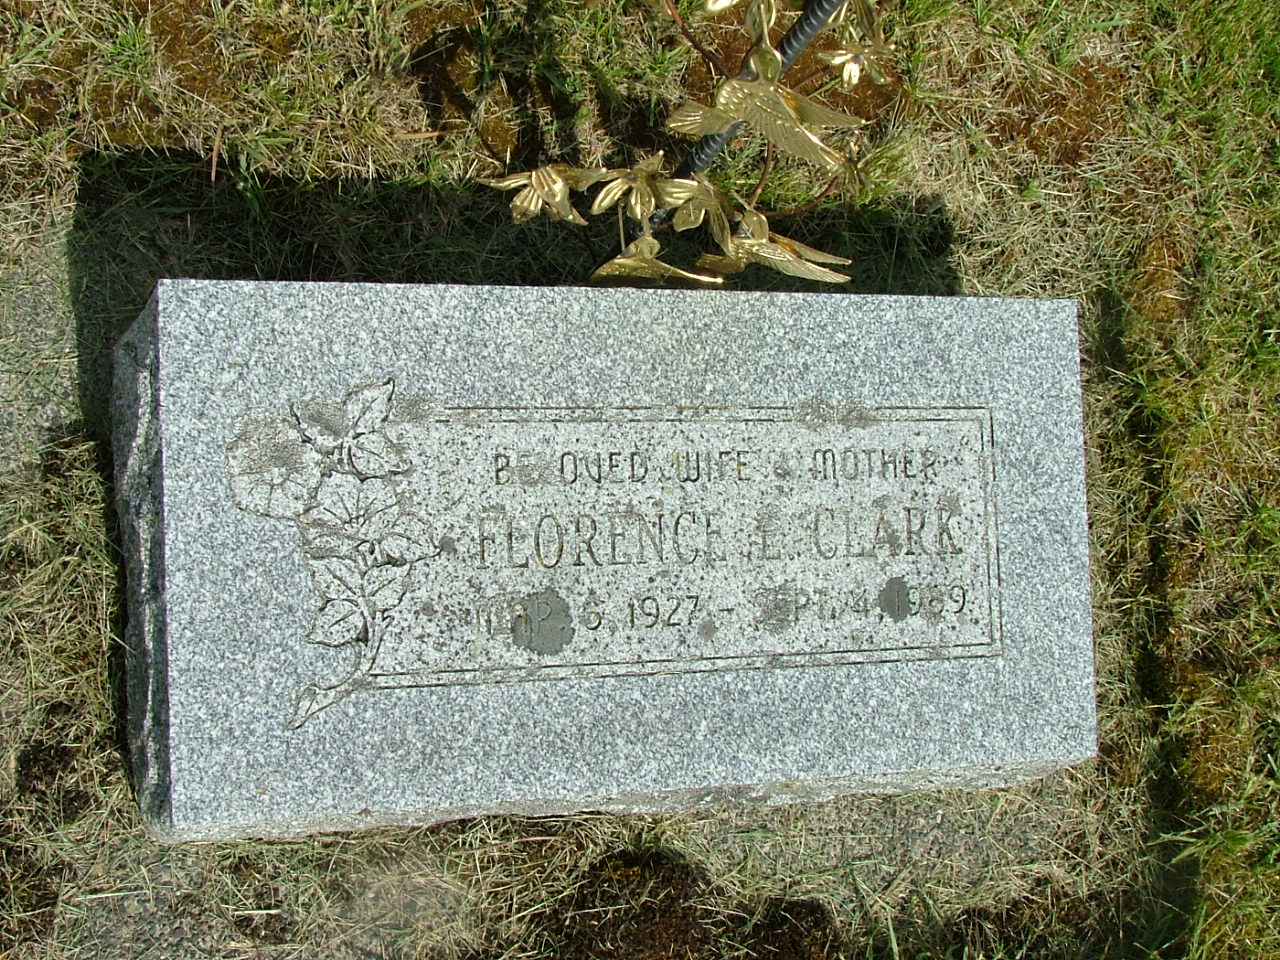 BELOVED WIFE & MOTHER
FLORENCE E. CLARK
MAR. 6, 1927 - SEPT. 4, 1989